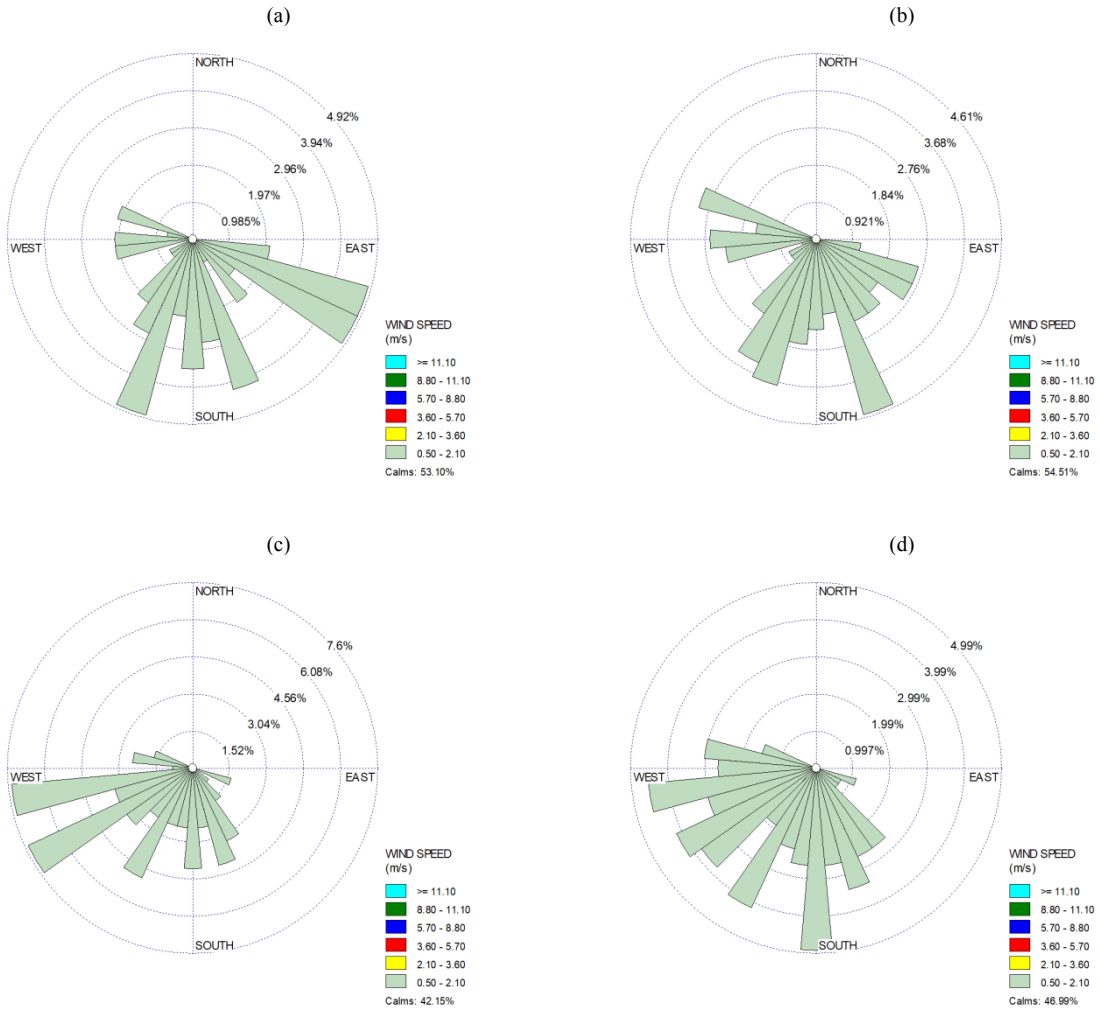 (a)
NORTH
4.92%
3.94%
2.96%
1.97%
0.985%
WEST
EAST
SOUTH
WIND SPEED
(m/s)
>= 11.10
8.80 - 11.10
5.70 - 8.80
3.60 - 5.70
2.10 - 3.60
0.50 - 2.10
Calms: 53.10%
(b)
NORTH
4.61%
3.68%
2.76%
1.84%
0.921%
WEST
EAST
SOUTH
WIND SPEED
(m/s)
>= 11.10
8.80 - 11.10
5.70 - 8.80
3.60 - 5.70
2.10 - 3.60
0.50 - 2.10
Calms: 54.51%
(c)
NORTH
7.6%
6.08%
4.56%
3.04%
1.52%
WEST
EAST
SOUTH
WIND SPEED
(m/s)
>= 11.10
8.80 - 11.10
5.70 - 8.80
3.60 - 5.70
2.10 - 3.60
0.50 - 2.10
Calms: 42.15%
(d)
NORTH
4.99%
3.99%
2.99%
1.99%
0.997%
WEST
EAST
SOUTH
WIND SPEED
(m/s)
>= 11.10
8.80 - 11.10
5.70 - 8.80
3.60 - 5.70
2.10 - 3.60
0.50 - 2.10
Calms: 46.99%